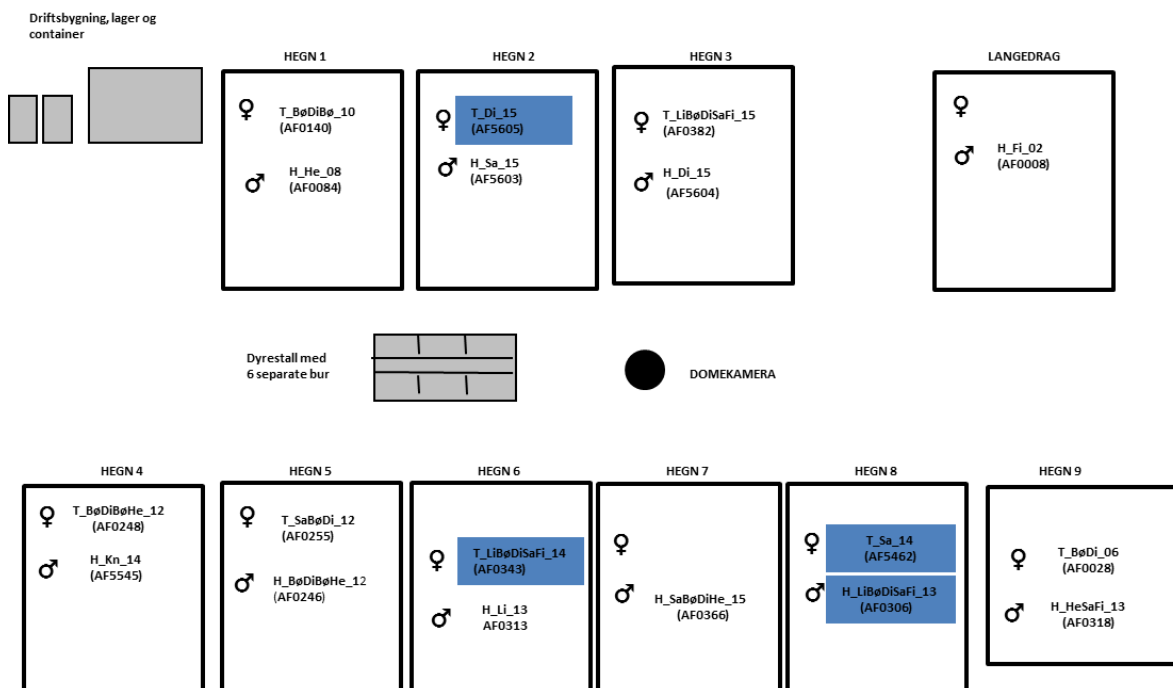 Driftsbygning, lager og
container
HEGN 1
♀ T_BøDiBø_10
(AF0140)
♂ H_He_08
(AF0084)
HEGN 2
♀ T_Di_15
(AF5605)
♂ H_Sa_15
(AF5603)
HEGN 3
♀ T_LiBøDiSaFi_15
(AF0382)
♂ H_Di_15
(AF5604)
LANGEDRAG
♀
♂ H_Fi_02
(AF0008)
Dyrestall med
6 separate bur
DOMEKAMERA
HEGN 4
♀ T_BøDiBøHe_12
(AF0248)
♂ H_Kn_14
(AF5545)
HEGN 5
♀ T_SaBøDi_12
(AF0255)
♂ H_BøDiBøHe_12
(AF0246)
HEGN 6
♀ T_LiBøDiSaFi_14
(AF0343)
♂ H_Li_13
AF0313
HEGN 7
♀
♂ H_SaBøDiHe_15
(AF0366)
HEGN 8
♀ T_Sa_14
(AF5462)
♂ H_LiBøDiSaFi_13
(AF0306)
HEGN 9
♀ T_BøDi_06
(AF0028)
♂ H_HeSaFi_13
(AF0318)